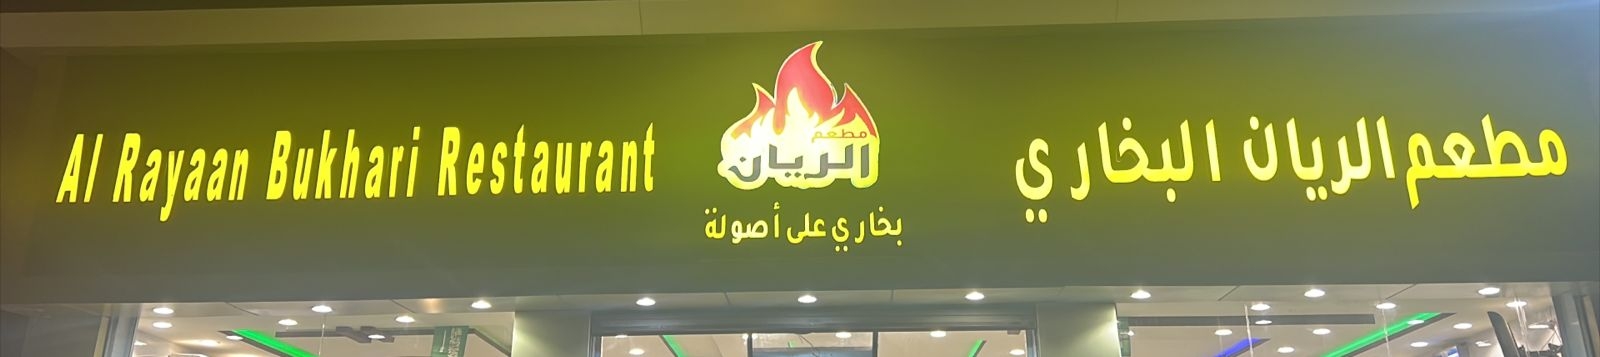 Al Rayaan Bukhari Restaurant
مطعم
الريان
بخاري على أصولة
مطعم الريان البخاري